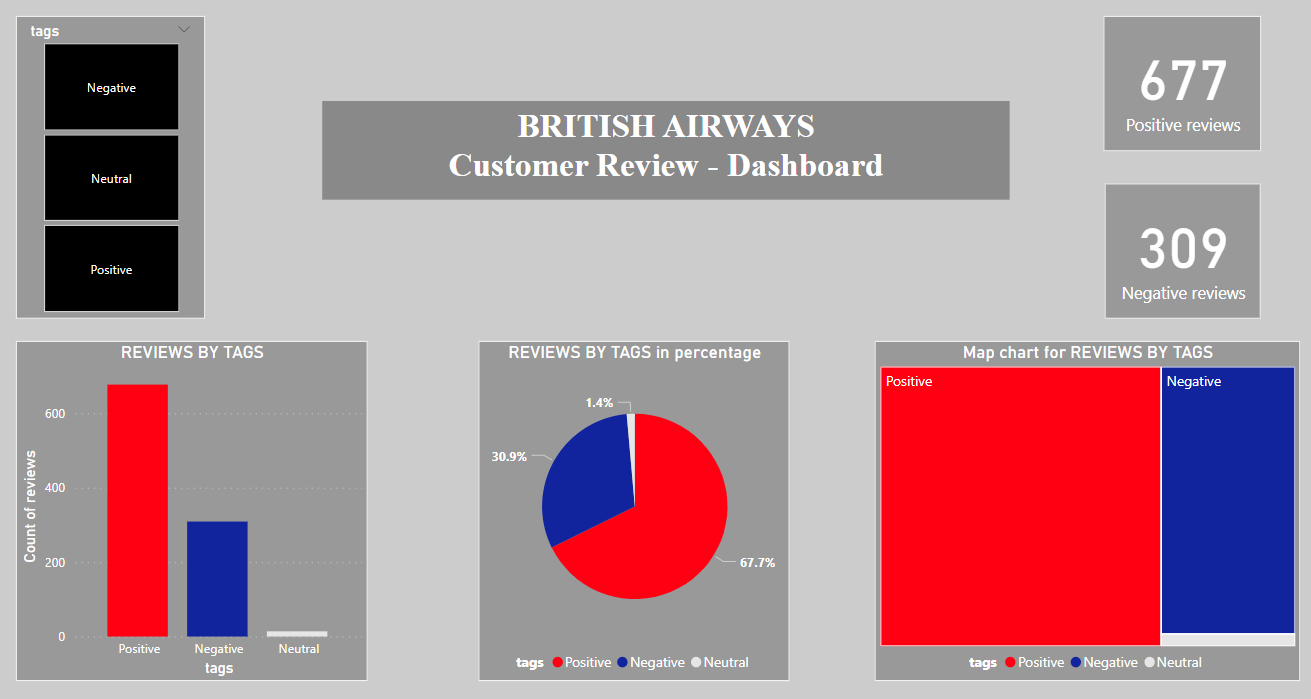 tags
Negative
Neutral
Positive
BRITISH AIRWAYS
Customer Review - Dashboard
677
Positive reviews
309
Negative reviews
REVIEWS BY TAGS
Count of reviews
600
400
200
0
Positive Negative Neutral
tags
REVIEWS BY TAGS in percentage
1.4%
30.9%
67.7%
tags Positive Negative Neutral
Map chart for REVIEWS BY TAGS
Positive Negative
tags Positive Negative Neutral